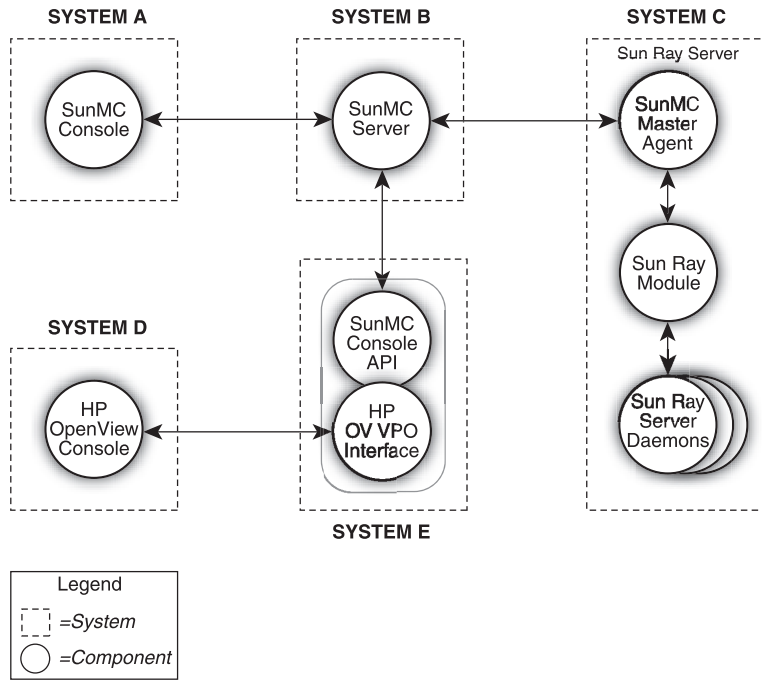 SYSTEM A
SYSTEM B
SYSTEM C
Sun Ray Server
SunMC
Console
SunMC
Server
SunMC
Master
Agent
Sun Ray
Module
SYSTEM D
SunMC
Console
API
HP
OpenView
Console
HP
OV VPO
Interface
Sun Ray
Server
Daemons
SYSTEM E
Legend
=System
=Component